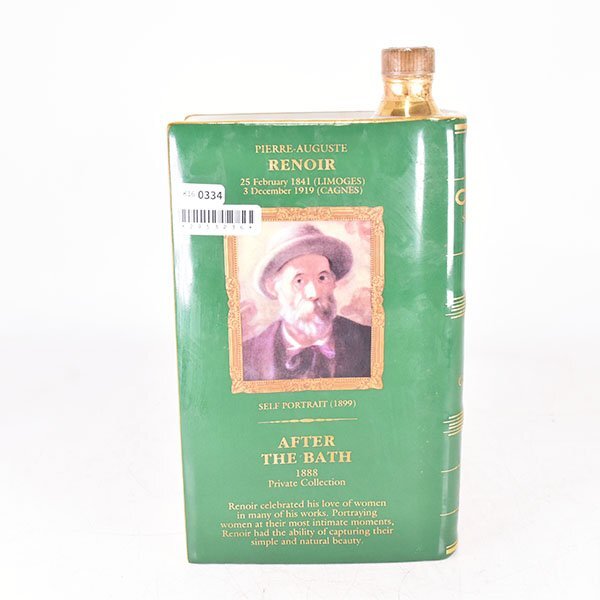 PIERRE-AUGUSTE
RENOIR
25 February 1841 (LIMOGES)
3 December 1919 (CAGNES)
0334
SELF PORTRAIT (1899)
AFTER
THE BATH
1888
Private Collection
Renoir celebrated his love of women
in many of his works. Portraying
women at their most intimate moments,
Renoir had the ability of capturing their
simple and natural beauty.